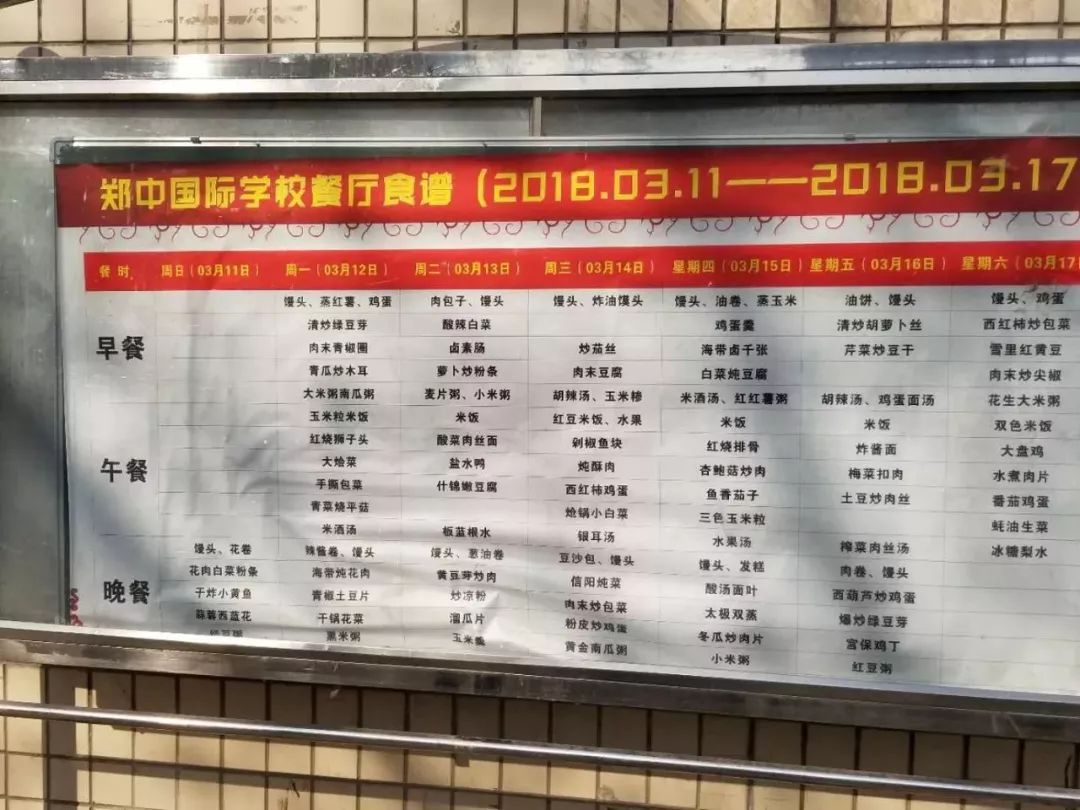 郑中国际学校餐厅食谱（2018.03.11——2018.03.17
餐 时 周日（03月11日） 周一（03月12日） 周二（03月13日） 周三（03月14日） 星期四（03月15日） 星期五（03月16日） 星期六（03月17日
早餐
馒头、蒸红薯、鸡蛋 肉包子、馒头 馒头、炸油馍头 馒头、油卷、蒸玉米 油饼、馒头 馒头、鸡蛋
清炒绿豆芽 酸辣白菜 鸡蛋羹 清炒胡萝卜丝 西红柿炒包菜
肉末青椒圈 卤素肠 炒茄丝 海带卤千张 芹菜炒豆干 雪里红黄豆
青瓜炒木耳 萝卜炒粉条 肉末豆腐 白菜炖豆腐 肉末炒尖椒
大米粥南瓜粥 麦片粥、小米粥 胡辣汤、玉米糁 米酒汤、红红薯粥 胡辣汤、鸡蛋面汤 花生大米粥
午餐
玉米粒米饭 米饭 红豆米饭、水果 米饭 米饭 双色米饭
红烧狮子头 酸菜肉丝面 剁椒鱼块 红烧排骨 炸酱面 大盘鸡
大烩菜 盐水鸭 炖酥肉 杏鲍菇炒肉 梅菜扣肉 水煮肉片
手撕包菜 什锦嫩豆腐 西红柿鸡蛋 鱼香茄子 土豆炒肉丝 番茄鸡蛋
青菜烧平菇 炝锅小白菜 三色玉米粒 蚝油生菜
米酒汤 板蓝根水 银耳汤 水果汤 榨菜肉丝汤 冰糖梨水
晚餐
馒头、花卷 辣酱卷、馒头 馒头、葱油卷 豆沙包、馒头 馒头、发糕 肉卷、馒头
花肉白菜粉条 海带炖花肉 黄豆芽炒肉 信阳炖菜 酸汤面叶 西葫芦炒鸡蛋
干炸小黄鱼 青椒土豆片 炒凉粉 肉末炒包菜 太极双蒸 爆炒绿豆芽
蒜蓉西蓝花 干锅花菜 溜瓜片 粉皮炒鸡蛋 冬瓜炒肉片 宫保鸡丁
黑米粥 玉米羹 黄金南瓜粥 小米粥 红豆粥